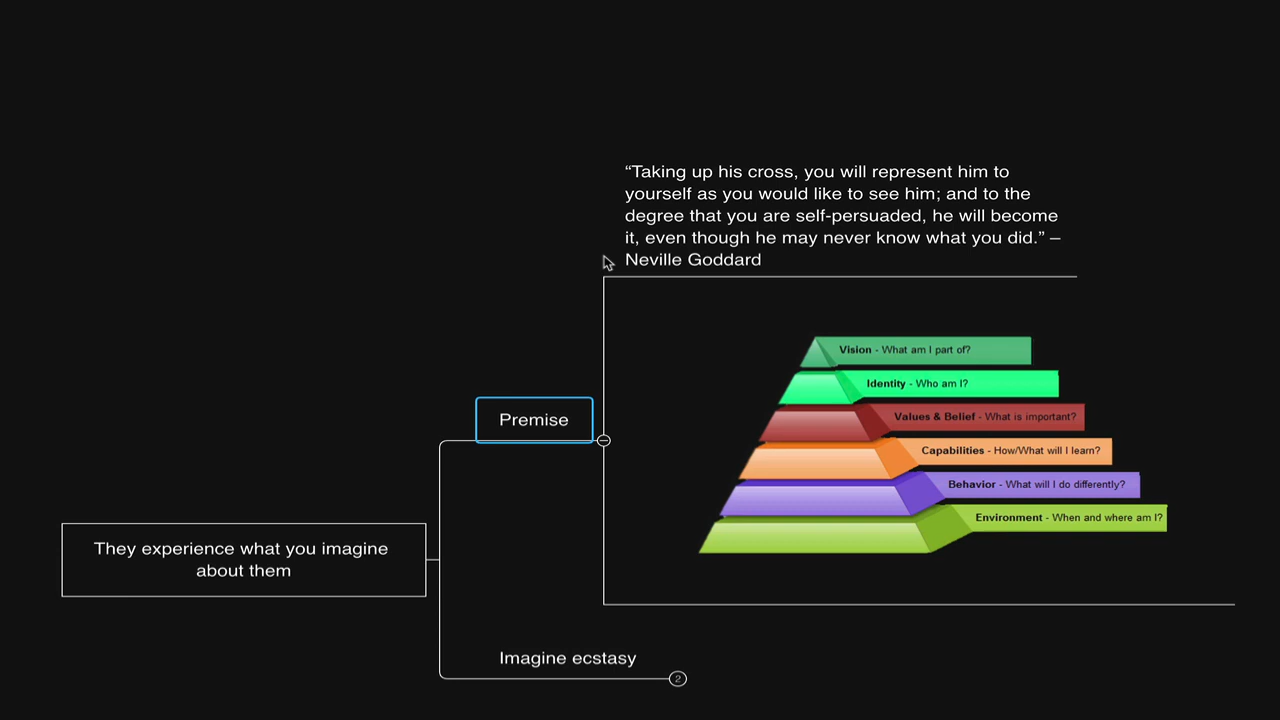 “Taking up his cross, you will represent him to
yourself as you would like to see him; and to the
degree that you are self-persuaded, he will become
it, even though he may never know what you did.” –
Neville Goddard
Vision - What am I part of?
Identity - Who am I?
Values & Belief - What is important?
Premise
Capabilities - How/What will I learn?
Behavior - What will I do differently?
Environment - When and where am I?
They experience what you imagine
about them
Imagine ecstasy
2